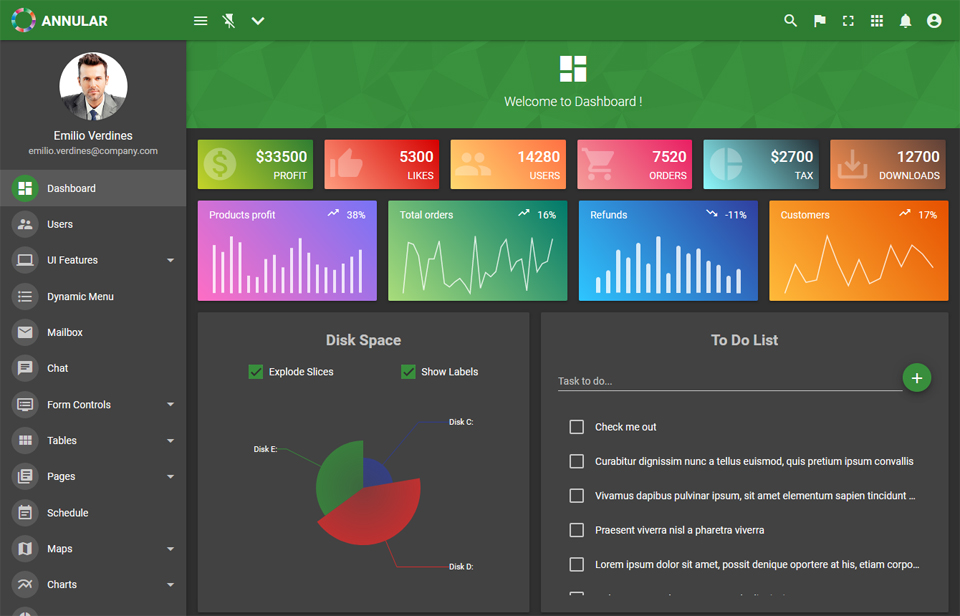 ANNULAR
Emilio Verdines
emilio.verdines@company.com
Dashboard
Users
UI Features
Dynamic Menu
Mailbox
Chat
Form Controls
Tables
Pages
Schedule
Maps
Charts
Welcome to Dashboard !
$33500
PROFIT
5300
LIKES
14280
USERS
7520
ORDERS
$2700
TAX
12700
DOWNLOADS
Products profit 38%
Total orders 16%
Refunds -11%
Customers 17%
Disk Space
Explode Slices Show Labels
Disk C:
Disk E:
Disk D:
To Do List
Task to do...
Check me out
Curabitur dignissim nunc a tellus euismod, quis pretium ipsum convallis
Vivamus dapibus pulvinar ipsum, sit amet elementum sapien tincidunt ...
Praesent viverra nisl a pharetra viverra
Lorem ipsum dolor sit amet, possit denique oportere at his, etiam corpo...